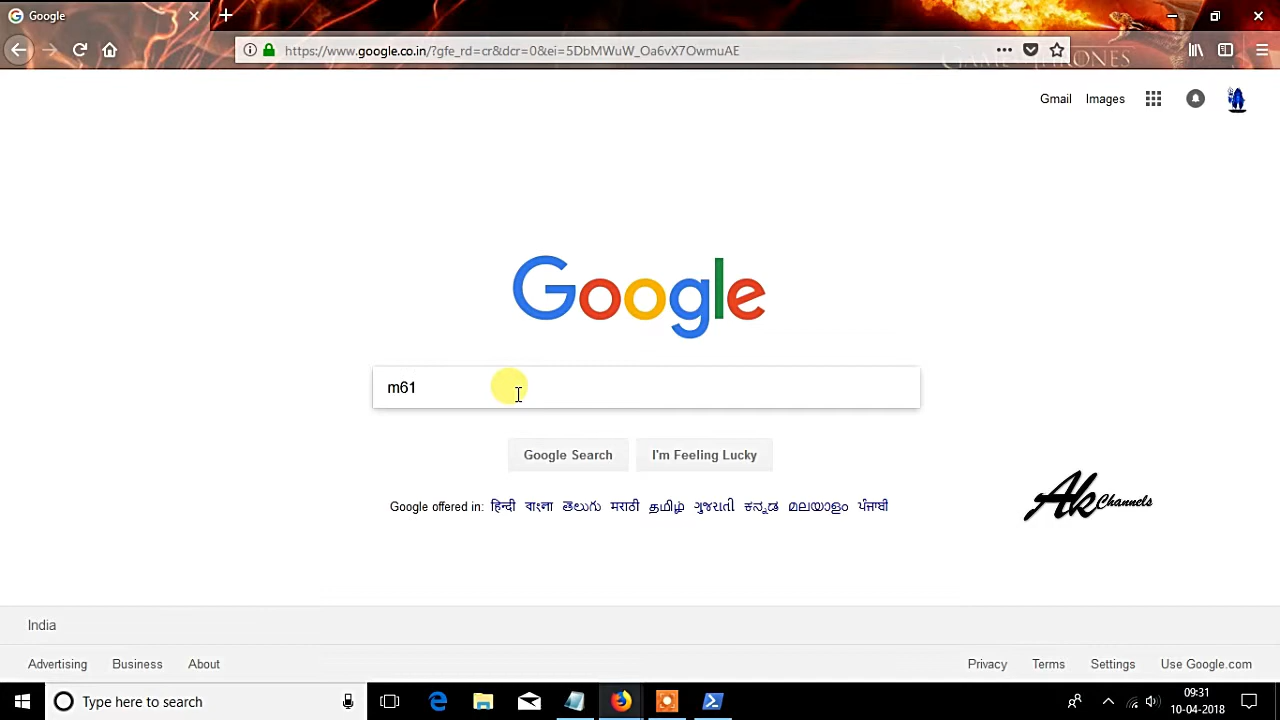 Google
https://www.google.co.in/?gfe_rd=cr&dcr=0&ei=5DbMWuW_Oa6vX7OwmuAE
GAME THRONES
Gmail Images
Google
m61
Google Search I'm Feeling Lucky
Google offered in: हिन्दी বাংলা తెలుగు मराठी தமிழ் ગુજરાતી ಕನ್ನಡ മലയാളം ਪੰਜਾਬੀ
Ak Channels
India
Advertising Business About Privacy Terms Settings Use Google.com
Type here to search
09:31
10-04-2018